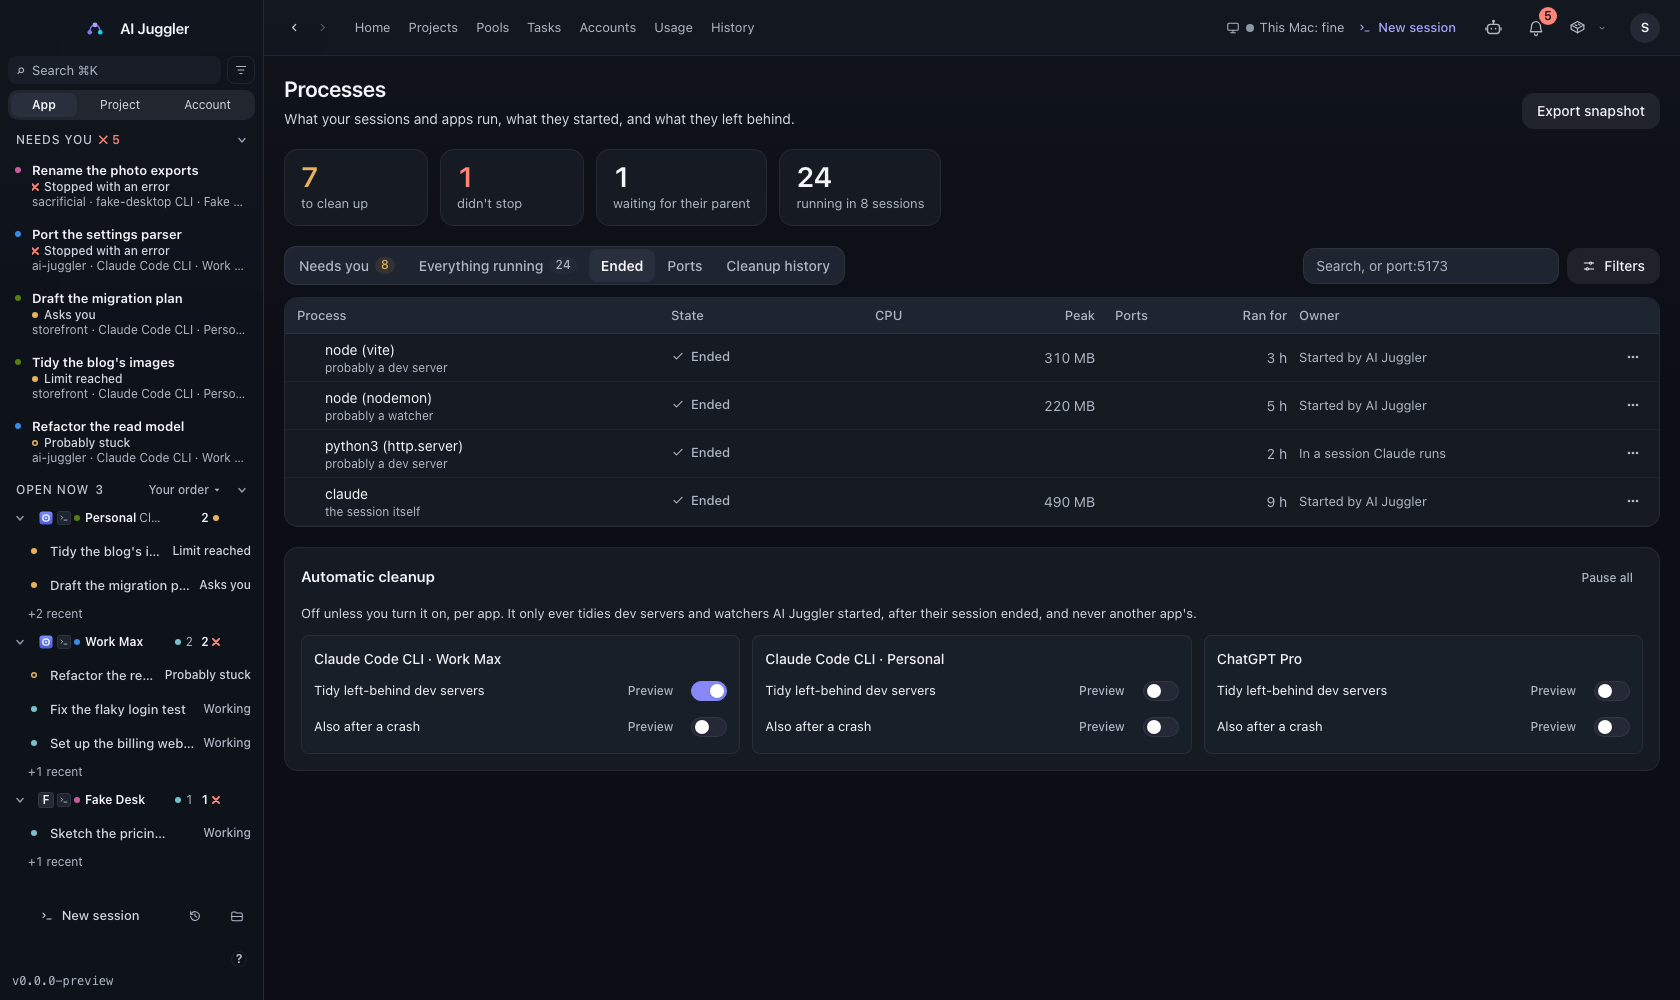 AI Juggler
Search ⌘K
App Project Account
NEEDS YOU 5
Rename the photo exports
Stopped with an error
sacrificial · fake-desktop CLI · Fake ...
Port the settings parser
Stopped with an error
ai-juggler · Claude Code CLI · Work ...
Draft the migration plan
Asks you
storefront · Claude Code CLI · Perso...
Tidy the blog's images
Limit reached
storefront · Claude Code CLI · Perso...
Refactor the read model
Probably stuck
ai-juggler · Claude Code CLI · Work ...
OPEN NOW 3 Your order
Personal Cl... 2
Tidy the blog's i... Limit reached
Draft the migration p... Asks you
+2 recent
Work Max 2 2
Refactor the re... Probably stuck
Fix the flaky login test Working
Set up the billing web... Working
+1 recent
F Fake Desk 1 1
Sketch the pricin... Working
+1 recent
New session
?
v0.0.0-preview
Home Projects Pools Tasks Accounts Usage History
This Mac: fine New session 5 S
Processes
What your sessions and apps run, what they started, and what they left behind.
Export snapshot
7 to clean up
1 didn't stop
1 waiting for their parent
24 running in 8 sessions
Needs you 8 Everything running 24 Ended Ports Cleanup history
Search, or port:5173 Filters
Process State CPU Peak Ports Ran for Owner
node (vite)
probably a dev server
Ended 310 MB 3 h Started by AI Juggler ...
node (nodemon)
probably a watcher
Ended 220 MB 5 h Started by AI Juggler ...
python3 (http.server)
probably a dev server
Ended 2 h In a session Claude runs ...
claude
the session itself
Ended 490 MB 9 h Started by AI Juggler ...
Automatic cleanup Pause all
Off unless you turn it on, per app. It only ever tidies dev servers and watchers AI Juggler started, after their session ended, and never another app's.
Claude Code CLI · Work Max
Tidy left-behind dev servers Preview
Also after a crash Preview
Claude Code CLI · Personal
Tidy left-behind dev servers Preview
Also after a crash Preview
ChatGPT Pro
Tidy left-behind dev servers Preview
Also after a crash Preview